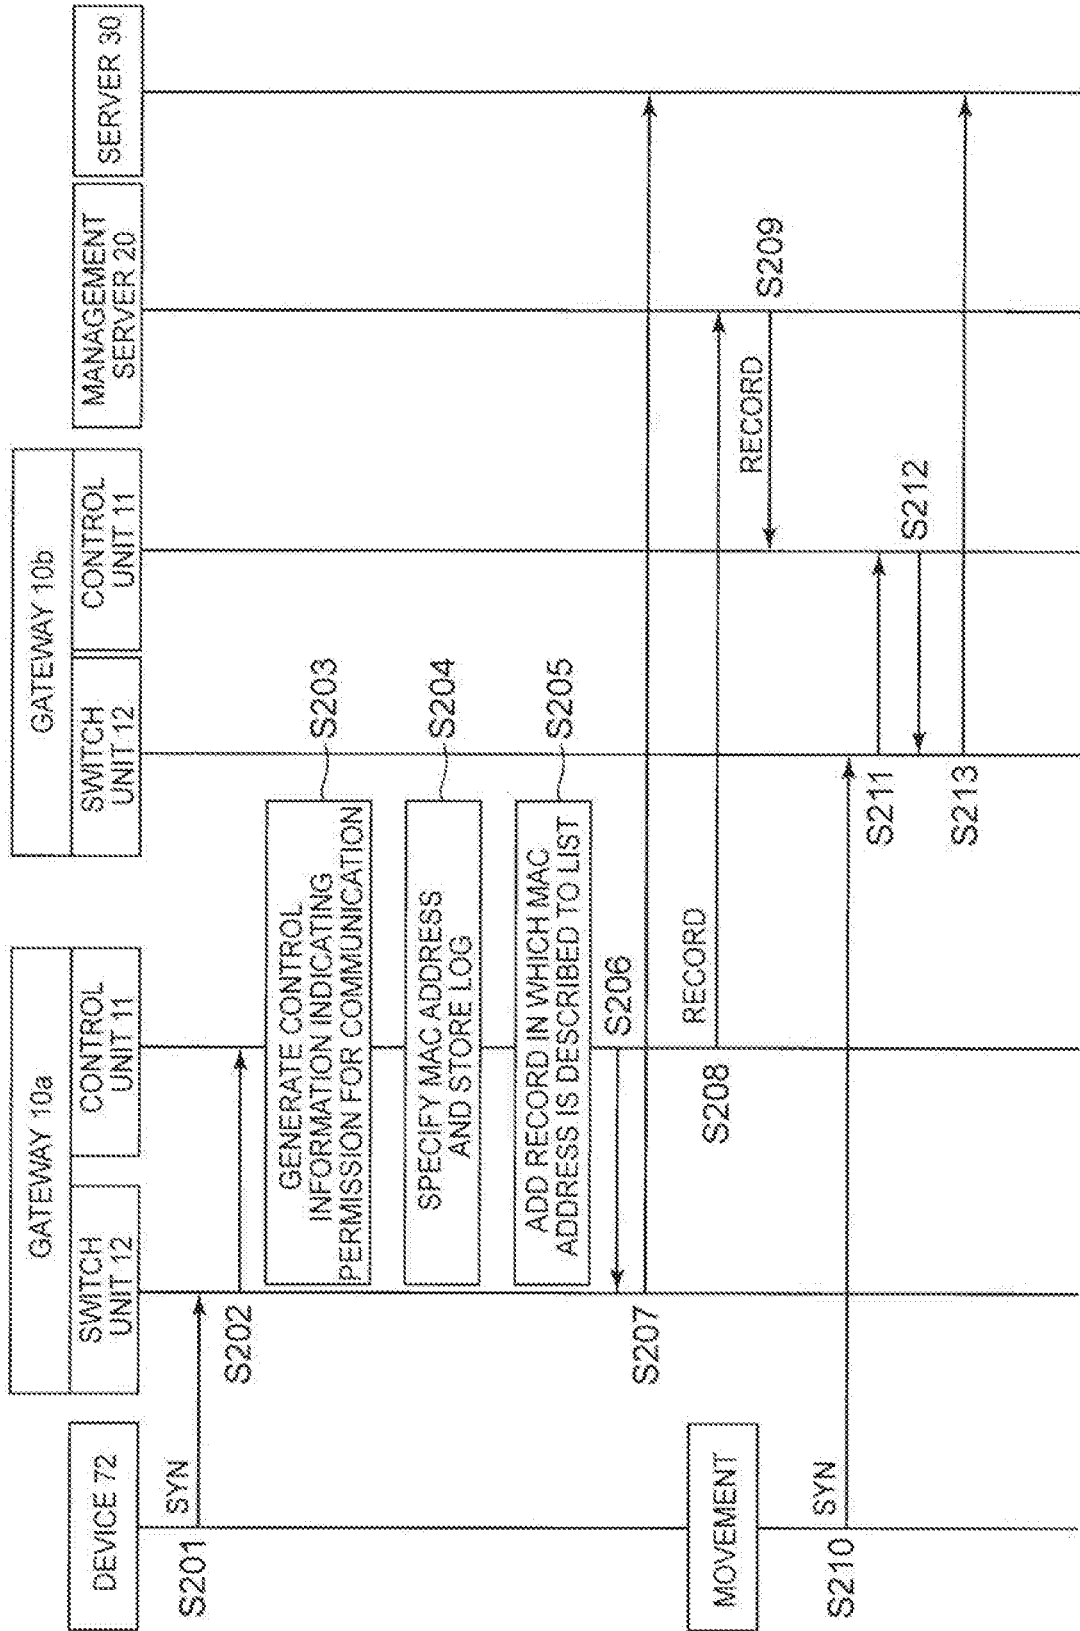 GATEWAY 10a
GATEWAY 10b
DEVICE 72
SWITCH
UNIT 12
CONTROL
UNIT 11
SWITCH
UNIT 12
CONTROL
UNIT 11
MANAGEMENT
SERVER 20
SERVER 30
S201
SYN
S202
GENERATE CONTROL
INFORMATION INDICATING
PERMISSION FOR COMMUNICATION
S203
SPECIFY MAC ADDRESS
AND STORE LOG
S204
ADD RECORD IN WHICH MAC
ADDRESS IS DESCRIBED TO LIST
S205
S206
S207
MOVEMENT
S208
RECORD
RECORD
S209
S210
SYN
S211
S212
S213